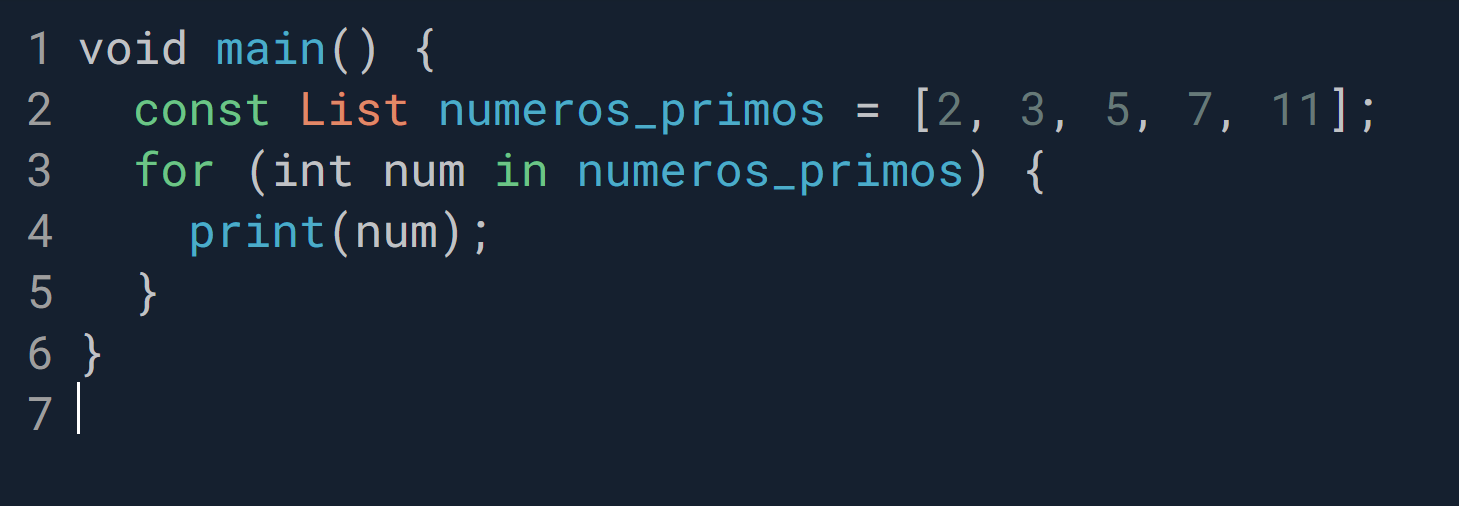 1 void main() {
2   const List numeros_primos = [2, 3, 5, 7, 11];
3   for (int num in numeros_primos) {
4     print(num);
5   }
6 }
7